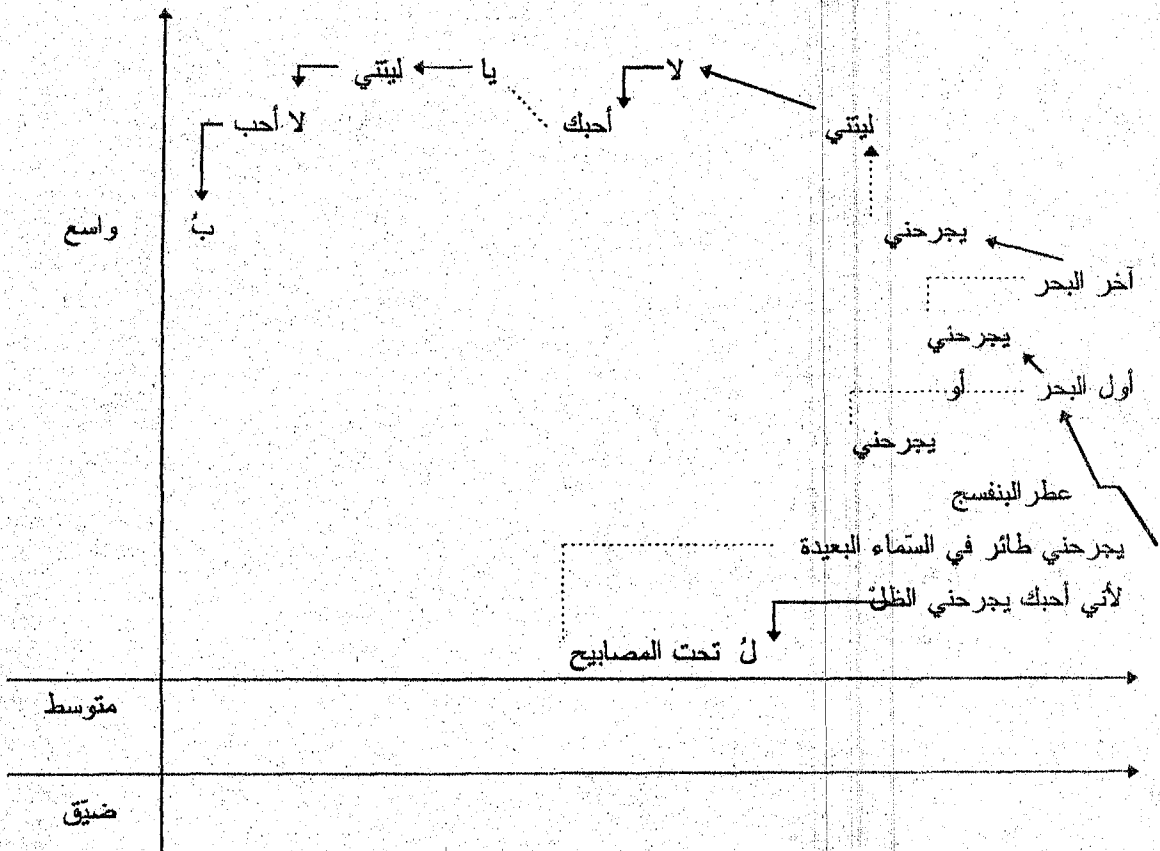 لا يا ليتني
ليتني أحبك لا أحب
يجرحني بُ واسع
آخر البحر
يجرحني
أول البحر أو
يجرحني
عطر البنفسج
يجرحني طائر في السّماء البعيدة
لأني أحبك يجرحني الظلّ
لُ تحت المصابيح
متوسط
ضيّق